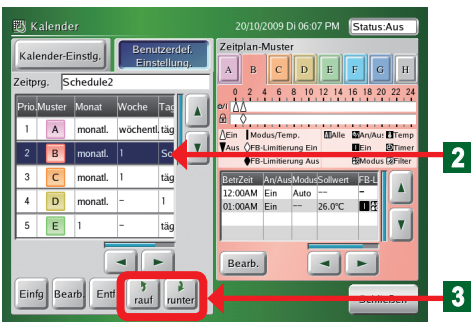 Kalender
20/10/2009 Di 06:07 PM
Status:Aus
Kalender-Einstlg.
Benutzerdef.
Einstellung.
Zeitprg.
Schedule2
Prio.
Muster
Monat
Woche
Tag
1
A
monatl.
wöchentl.
täg
2
B
monatl.
1
So
3
C
monatl.
-
täg
4
D
monatl.
-
1
5
E
1
-
täg
Einfg
Bearb
Entf
rauf
runter
Zeitplan-Muster
A
B
C
D
E
F
G
H
0 2 4 6 8 10 12 14 16 18 20 22 24
0
Ein
Modus/Temp.
Alle
An/Aus
Temp
Aus
FB-Limitierung Ein
Ein
Timer
FB-Limitierung Aus
Modus
Filter
BetrZeit
An/Aus
Modus
Sollwert
FB-L
12:00AM
Ein
Auto
--
-
01:00AM
Ein
--
26.0°C
Bearb.
Schließen
2
3